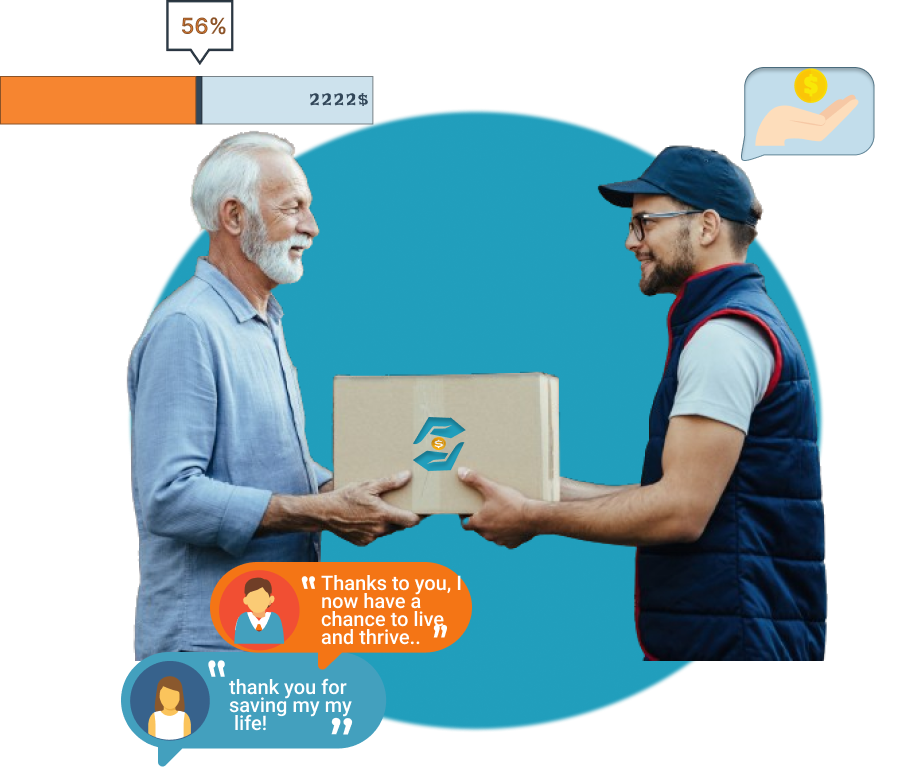 56%
2222$
$
$
“ Thanks to you, I
now have a
chance to live
and thrive.. ”
“ thank you for
saving my my
life! ”